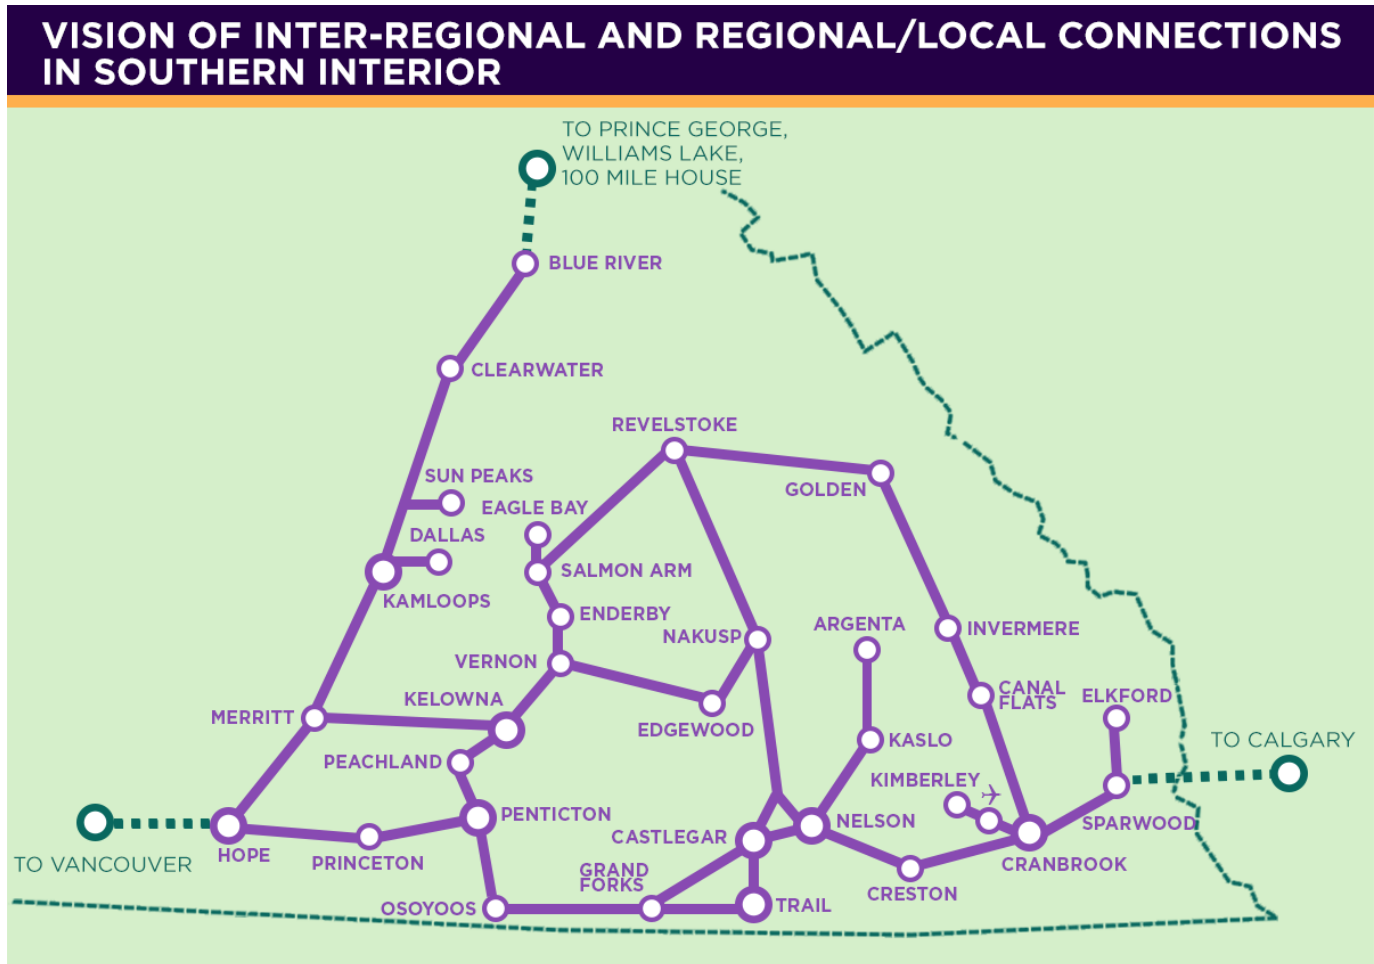 VISION OF INTER-REGIONAL AND REGIONAL/LOCAL CONNECTIONS
IN SOUTHERN INTERIOR
TO PRINCE GEORGE,
WILLIAMS LAKE,
100 MILE HOUSE
BLUE RIVER
CLEARWATER
REVELSTOKE
SUN PEAKS
GOLDEN
EAGLE BAY
DALLAS
SALMON ARM
KAMLOOPS
ENDERBY
ARGENTA
INVERMERE
NAKUSP
VERNON
CANAL
FLATS
ELKFORD
KELOWNA
MERRITT
EDGEWOOD
KASLO
TO CALGARY
PEACHLAND
KIMBERLEY
PENTICTON
NELSON
SPARWOOD
CASTLEGAR
HOPE
PRINCETON
TO VANCOUVER
CRANBROOK
GRAND
FORKS
CRESTON
OSOYOOS
TRAIL